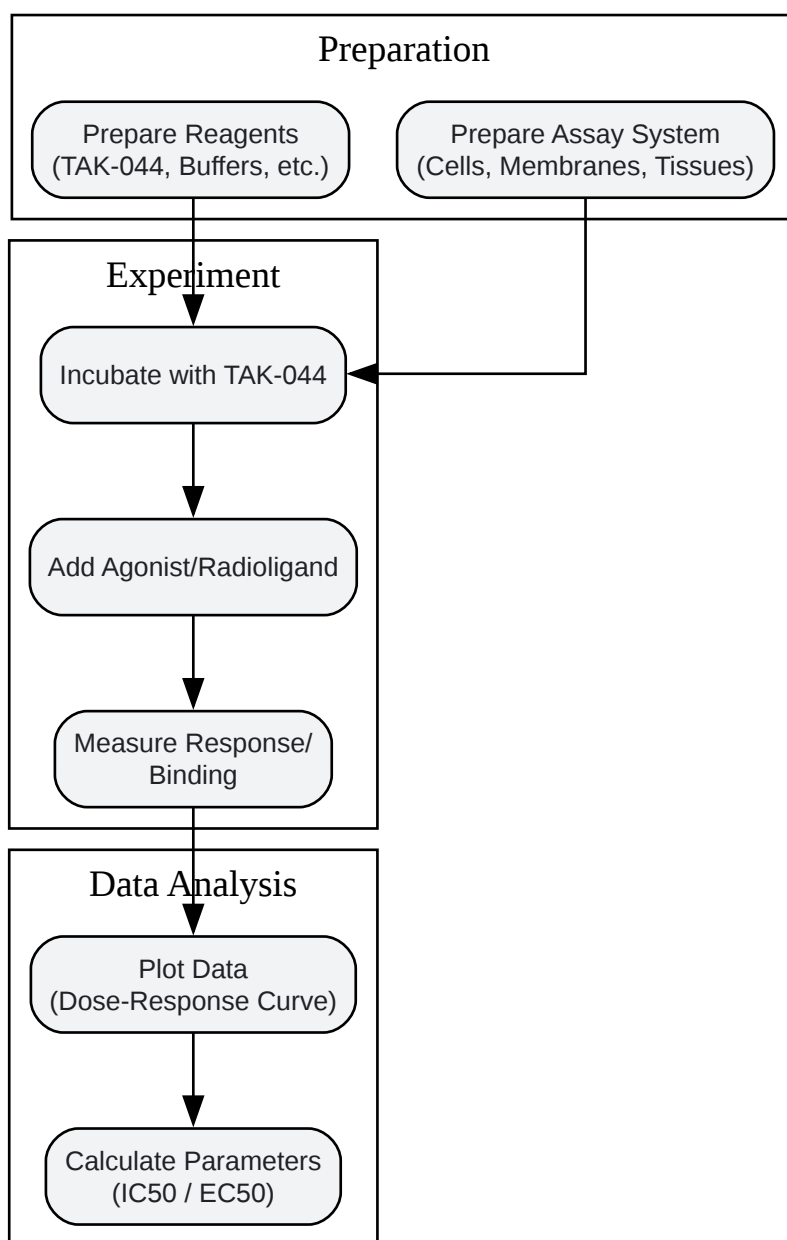 Preparation
Prepare Reagents
(TAK-044, Buffers, etc.)
Prepare Assay System
(Cells, Membranes, Tissues)
Experiment
Incubate with TAK-044
Add Agonist/Radioligand
Measure Response/
Binding
Data Analysis
Plot Data
(Dose-Response Curve)
Calculate Parameters
(IC50 / EC50)